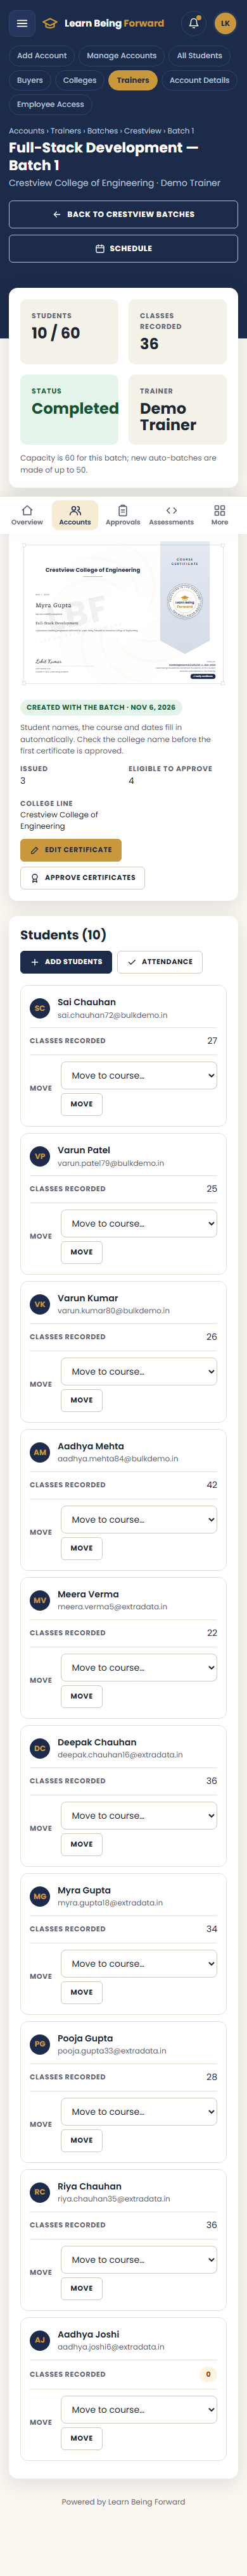 Learn Being Forward
LK
Add Account
Manage Accounts
All Students
Buyers
Colleges
Trainers
Account Details
Employee Access
Accounts › Trainers › Batches › Crestview › Batch 1
Full-Stack Development —
Batch 1
Crestview College of Engineering · Demo Trainer
← BACK TO CRESTVIEW BATCHES
SCHEDULE
STUDENTS
10 / 60
CLASSES
RECORDED
36
STATUS
Completed
TRAINER
Demo
Trainer
Capacity is 60 for this batch; new auto-batches are
made of up to 50.
Overview
Accounts
Approvals
Assessments
More
COURSE
CERTIFICATE
Crestview College of Engineering
Myra Gupta
Full Stack Development
LBF
Learn Being
Forward
CREATED WITH THE BATCH · NOV 6, 2026
Students names, the course and dates fill in
automatically. Check the college name before the
first certificate is approved.
ISSUED
3
ELIGIBLE TO APPROVE
4
COLLEGE LINE
Crestview College of
Engineering
EDIT CERTIFICATE
APPROVE CERTIFICATES
Students (10)
+ ADD STUDENTS
ATTENDANCE
SC
Sai Chauhan
sai.chauhan72@bulkdemo.in
CLASSES RECORDED
27
MOVE
Move to course...
MOVE
VP
Varun Patel
varun.patel79@bulkdemo.in
CLASSES RECORDED
25
MOVE
Move to course...
MOVE
VK
Varun Kumar
varun.kumar80@bulkdemo.in
CLASSES RECORDED
26
MOVE
Move to course...
MOVE
AM
Aadhya Mehta
aadhya.mehta84@bulkdemo.in
CLASSES RECORDED
42
MOVE
Move to course...
MOVE
MV
Meera Verma
meera.verma5@extradata.in
CLASSES RECORDED
22
MOVE
Move to course...
MOVE
DC
Deepak Chauhan
deepak.chauhan16@extradata.in
CLASSES RECORDED
36
MOVE
Move to course...
MOVE
MG
Myra Gupta
myra.gupta18@extradata.in
CLASSES RECORDED
34
MOVE
Move to course...
MOVE
PG
Pooja Gupta
pooja.gupta33@extradata.in
CLASSES RECORDED
28
MOVE
Move to course...
MOVE
RC
Riya Chauhan
riya.chauhan35@extradata.in
CLASSES RECORDED
36
MOVE
Move to course...
MOVE
AJ
Aadhya Joshi
aadhya.joshi6@extradata.in
CLASSES RECORDED
0
MOVE
Move to course...
MOVE
Powered by Learn Being Forward